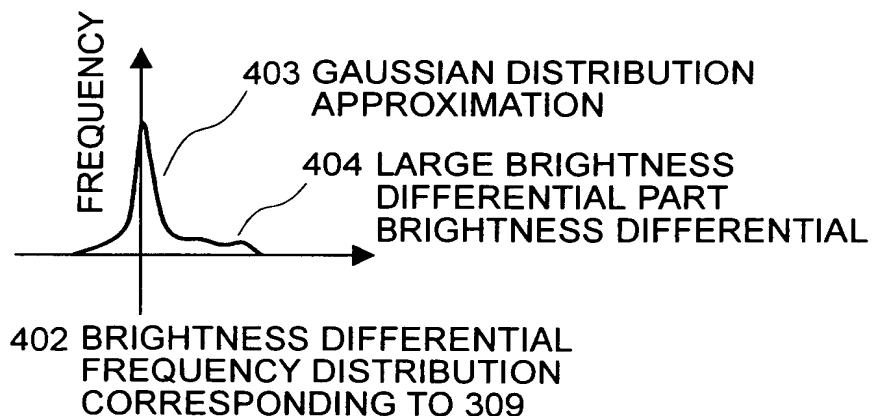 FREQUENCY
403 GAUSSIAN DISTRIBUTION
APPROXIMATION
404 LARGE BRIGHTNESS
DIFFERENTIAL PART
BRIGHTNESS DIFFERENTIAL
402 BRIGHTNESS DIFFERENTIAL
FREQUENCY DISTRIBUTION
CORRESPONDING TO 309